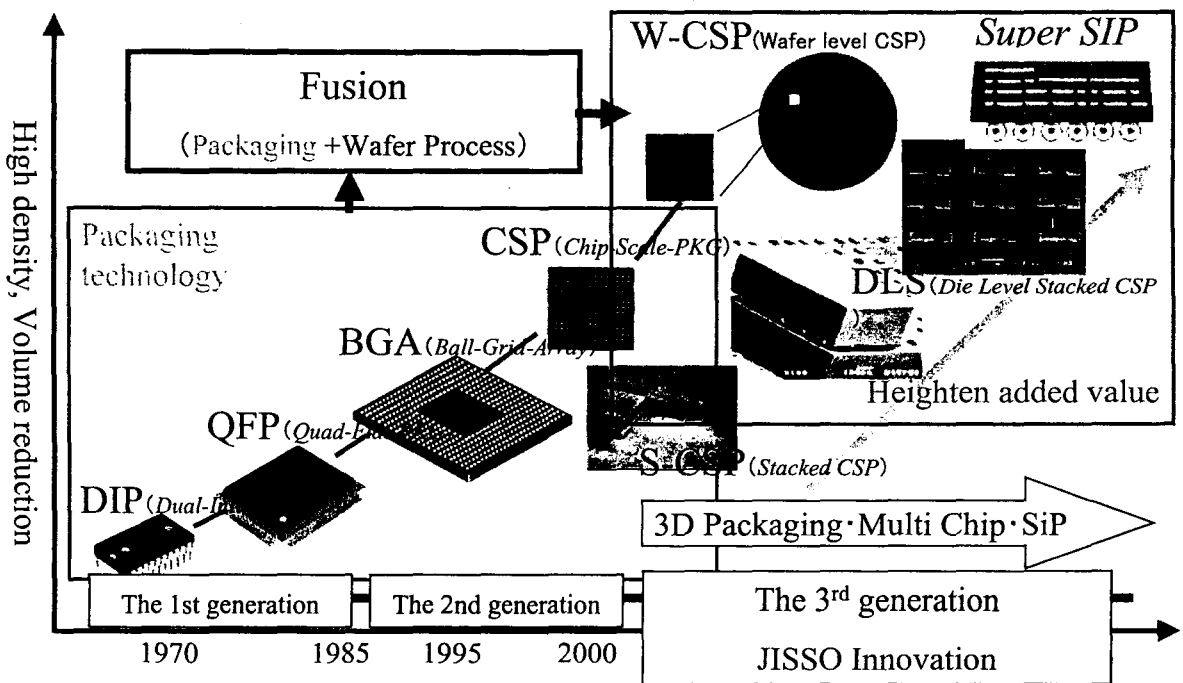 W-CSP(Wafer level CSP)
Super SIP
Fusion
(Packaging +Wafer Process)
High density, Volume reduction
Packaging
technology
CSP(Chip-Scale-PKG)
DLS(Die Level Stacked CSP
)
BGA(Ball-Grid-Array)
Heighten added value
QFP(Quad-
S-CSP(Stacked CSP)
DIP(Dual-
3D Packaging·Multi Chip·SiP
The 1st generation
The 2nd generation
The 3rd generation
JISSO Innovation
1970
1985
1995
2000